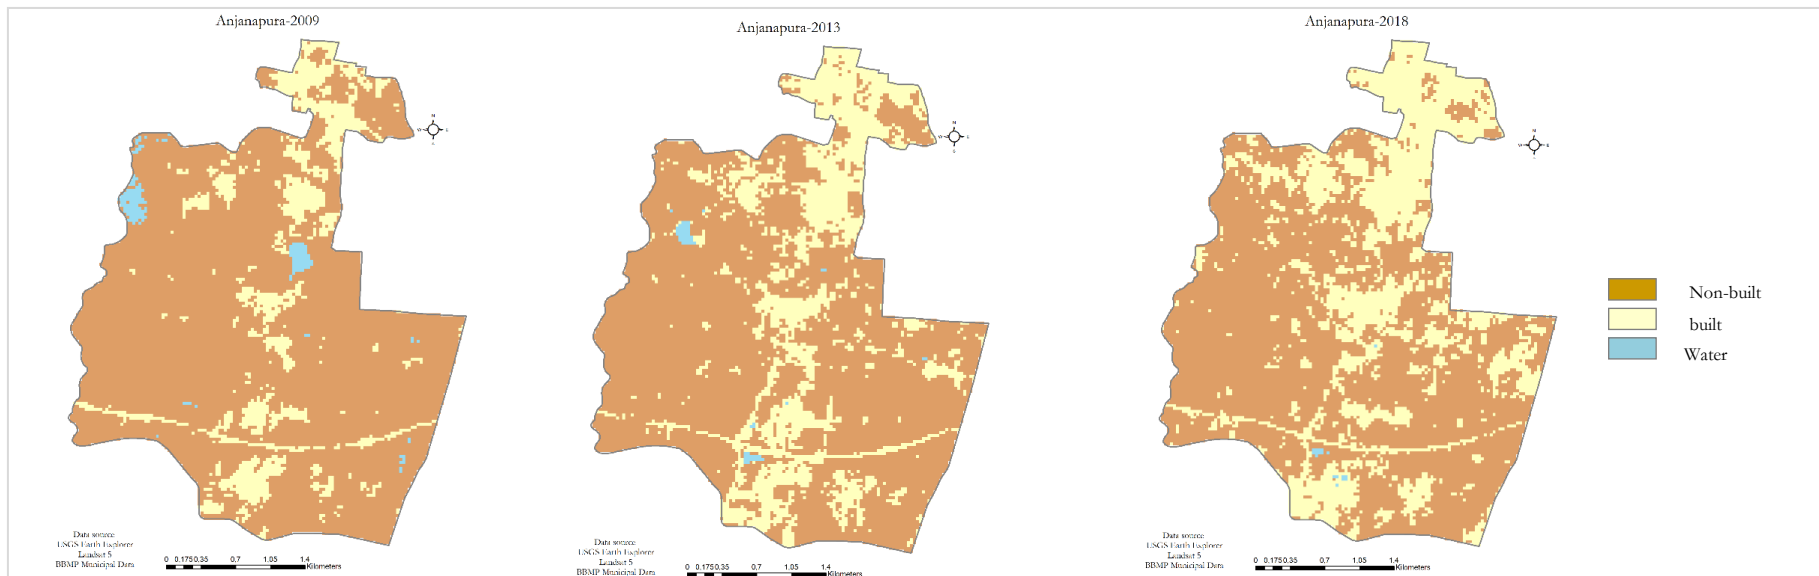 Anjanapura-2009
Anjanapura-2013
Anjanapura-2018
N
W E
S
N
W E
S
N
W E
S
Non-built
built
Water
Data source
USGS Earth Explorer
Landset 5
BBMP Municipal Data
0 0.175 0.35 0.7 1.05 1.4
Kilometers
Data source
USGS Earth Explorer
Landset 5
BBMP Municipal Data
0 0.175 0.35 0.7 1.05 1.4
Kilometers
Data source
USGS Earth Explorer
Landset 5
BBMP Municipal Data
0 0.175 0.35 0.7 1.05 1.4
Kilometers